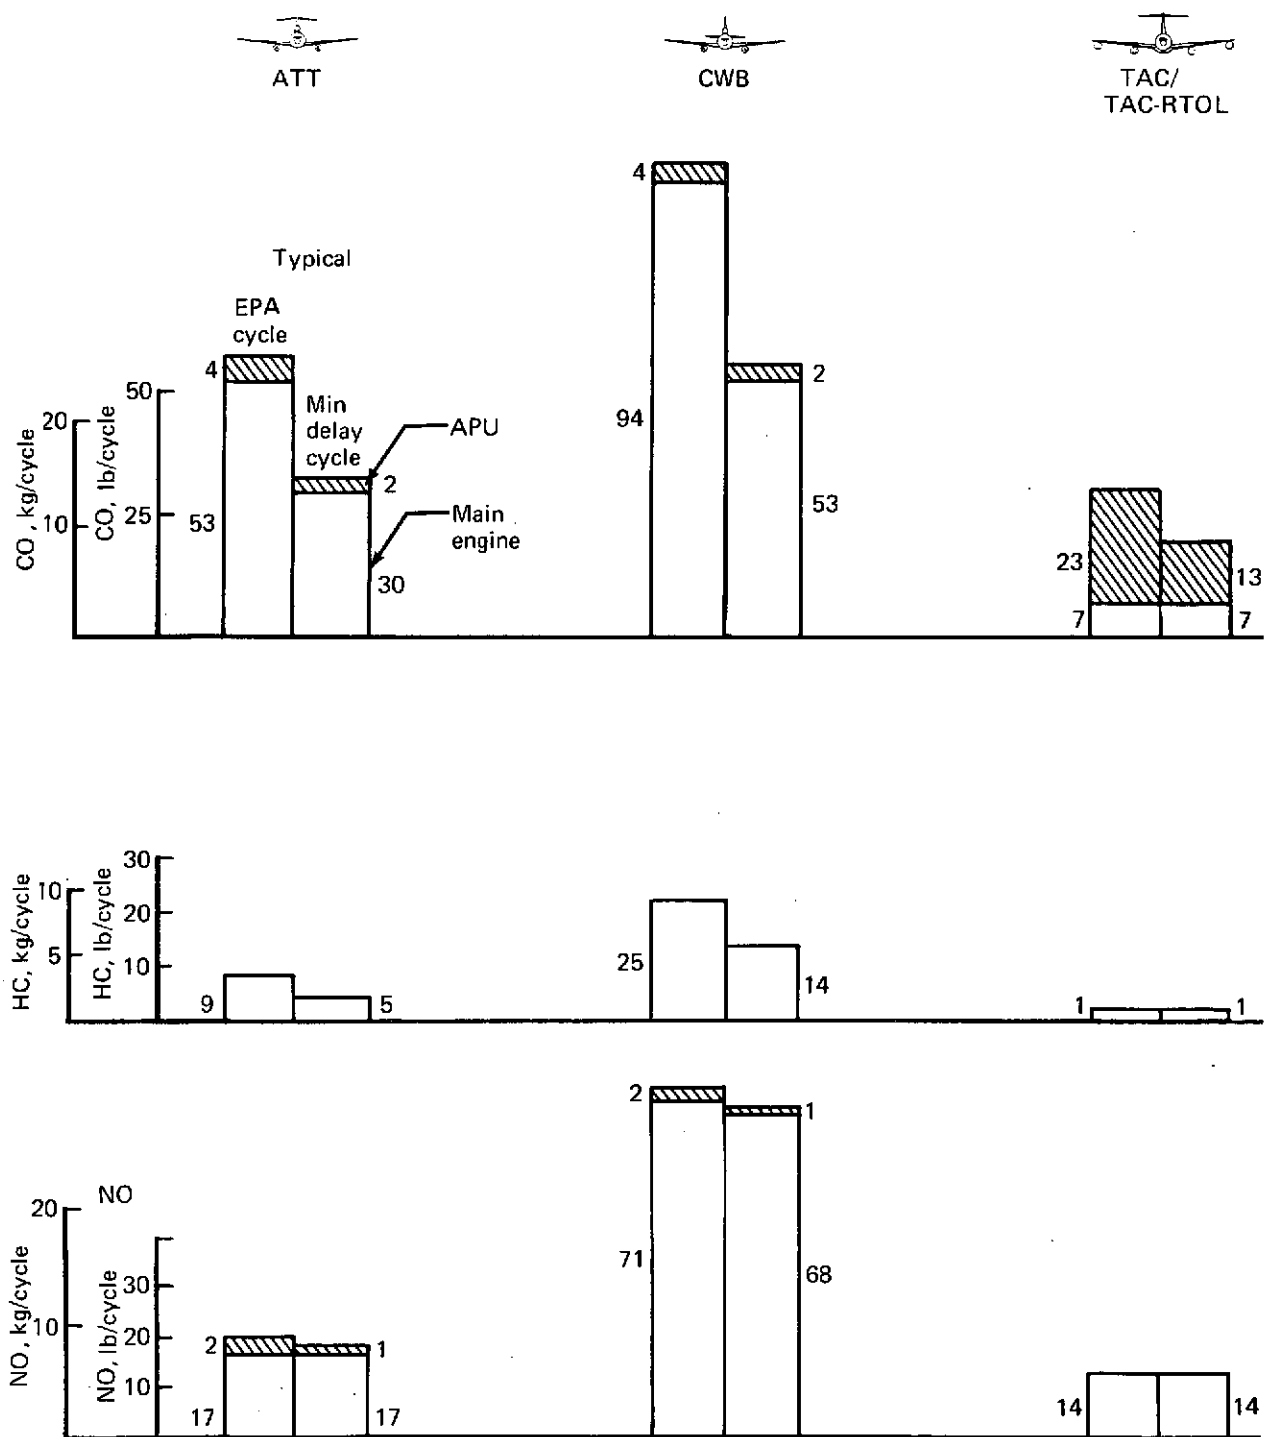 ATT
CWB
TAC/
TAC-RTOL
Typical
EPA
cycle
Min
delay
cycle
APU
Main
engine
CO, kg/cycle
20
10
CO, lb/cycle
50
25
4
53
2
30
4
94
2
53
23
7
13
7
HC, kg/cycle
10
5
HC, lb/cycle
30
20
10
9
5
25
14
1
1
NO
NO, kg/cycle
20
10
NO, lb/cycle
30
20
10
2
17
1
17
2
71
1
68
14
14